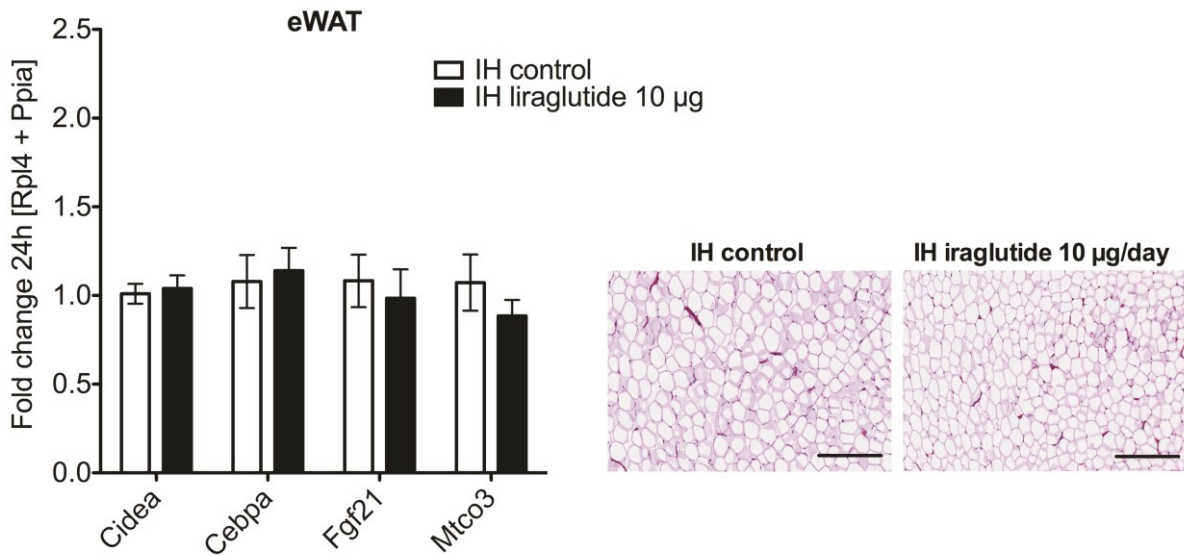 eWAT
2.5
2.0
1.5
1.0
0.5
0.0
Fold change 24h [Rpl4 + Ppia]
IH control
IH liraglutide 10 µg
Cidea
Cebpa
Fgf21
Mtco3
IH control
IH iraglutide 10 µg/day